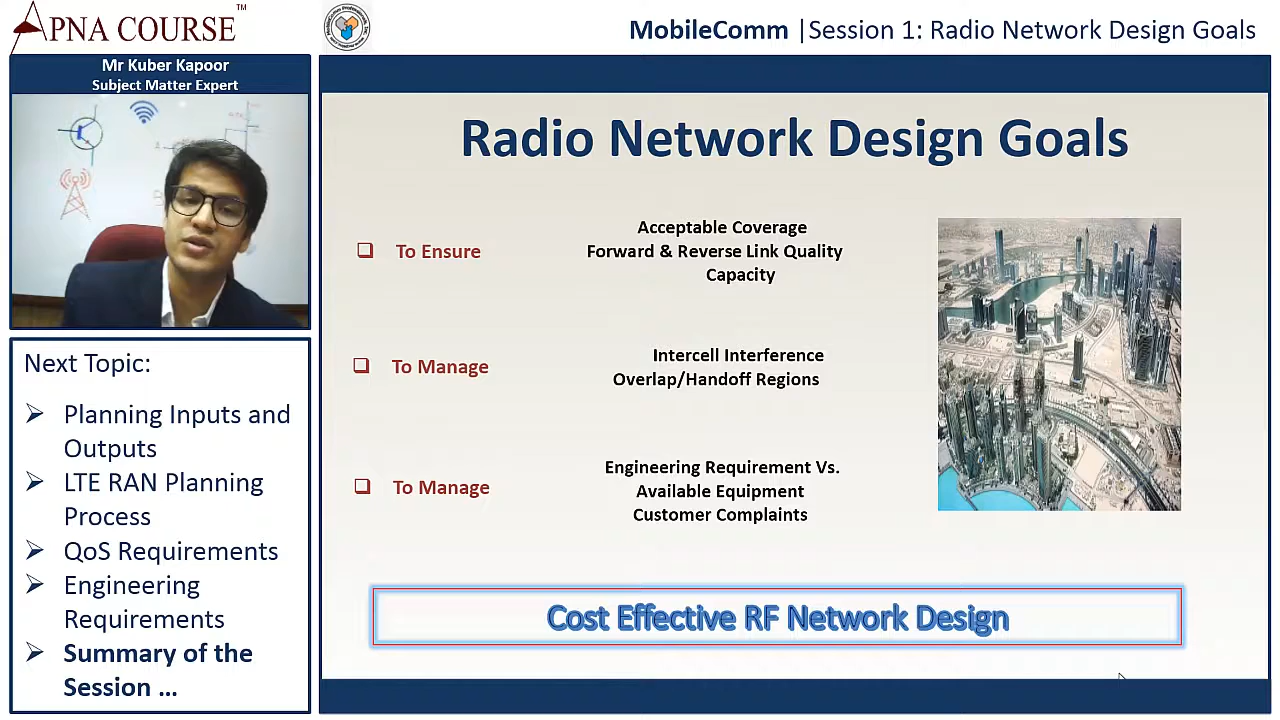 APNA COURSE™
MobileComm | Session 1: Radio Network Design Goals
Mr Kuber Kapoor
Subject Matter Expert
Next Topic:
Planning Inputs and
Outputs
LTE RAN Planning
Process
QoS Requirements
Engineering
Requirements
Summary of the
Session ...
Radio Network Design Goals
To Ensure
Acceptable Coverage
Forward & Reverse Link Quality
Capacity
To Manage
Intercell Interference
Overlap/Handoff Regions
To Manage
Engineering Requirement Vs.
Available Equipment
Customer Complaints
Cost Effective RF Network Design